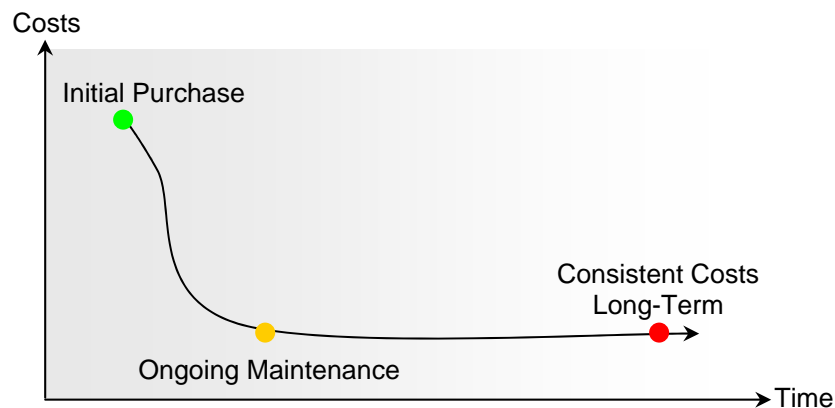 Costs
Initial Purchase
Consistent Costs
Long-Term
Ongoing Maintenance
Time